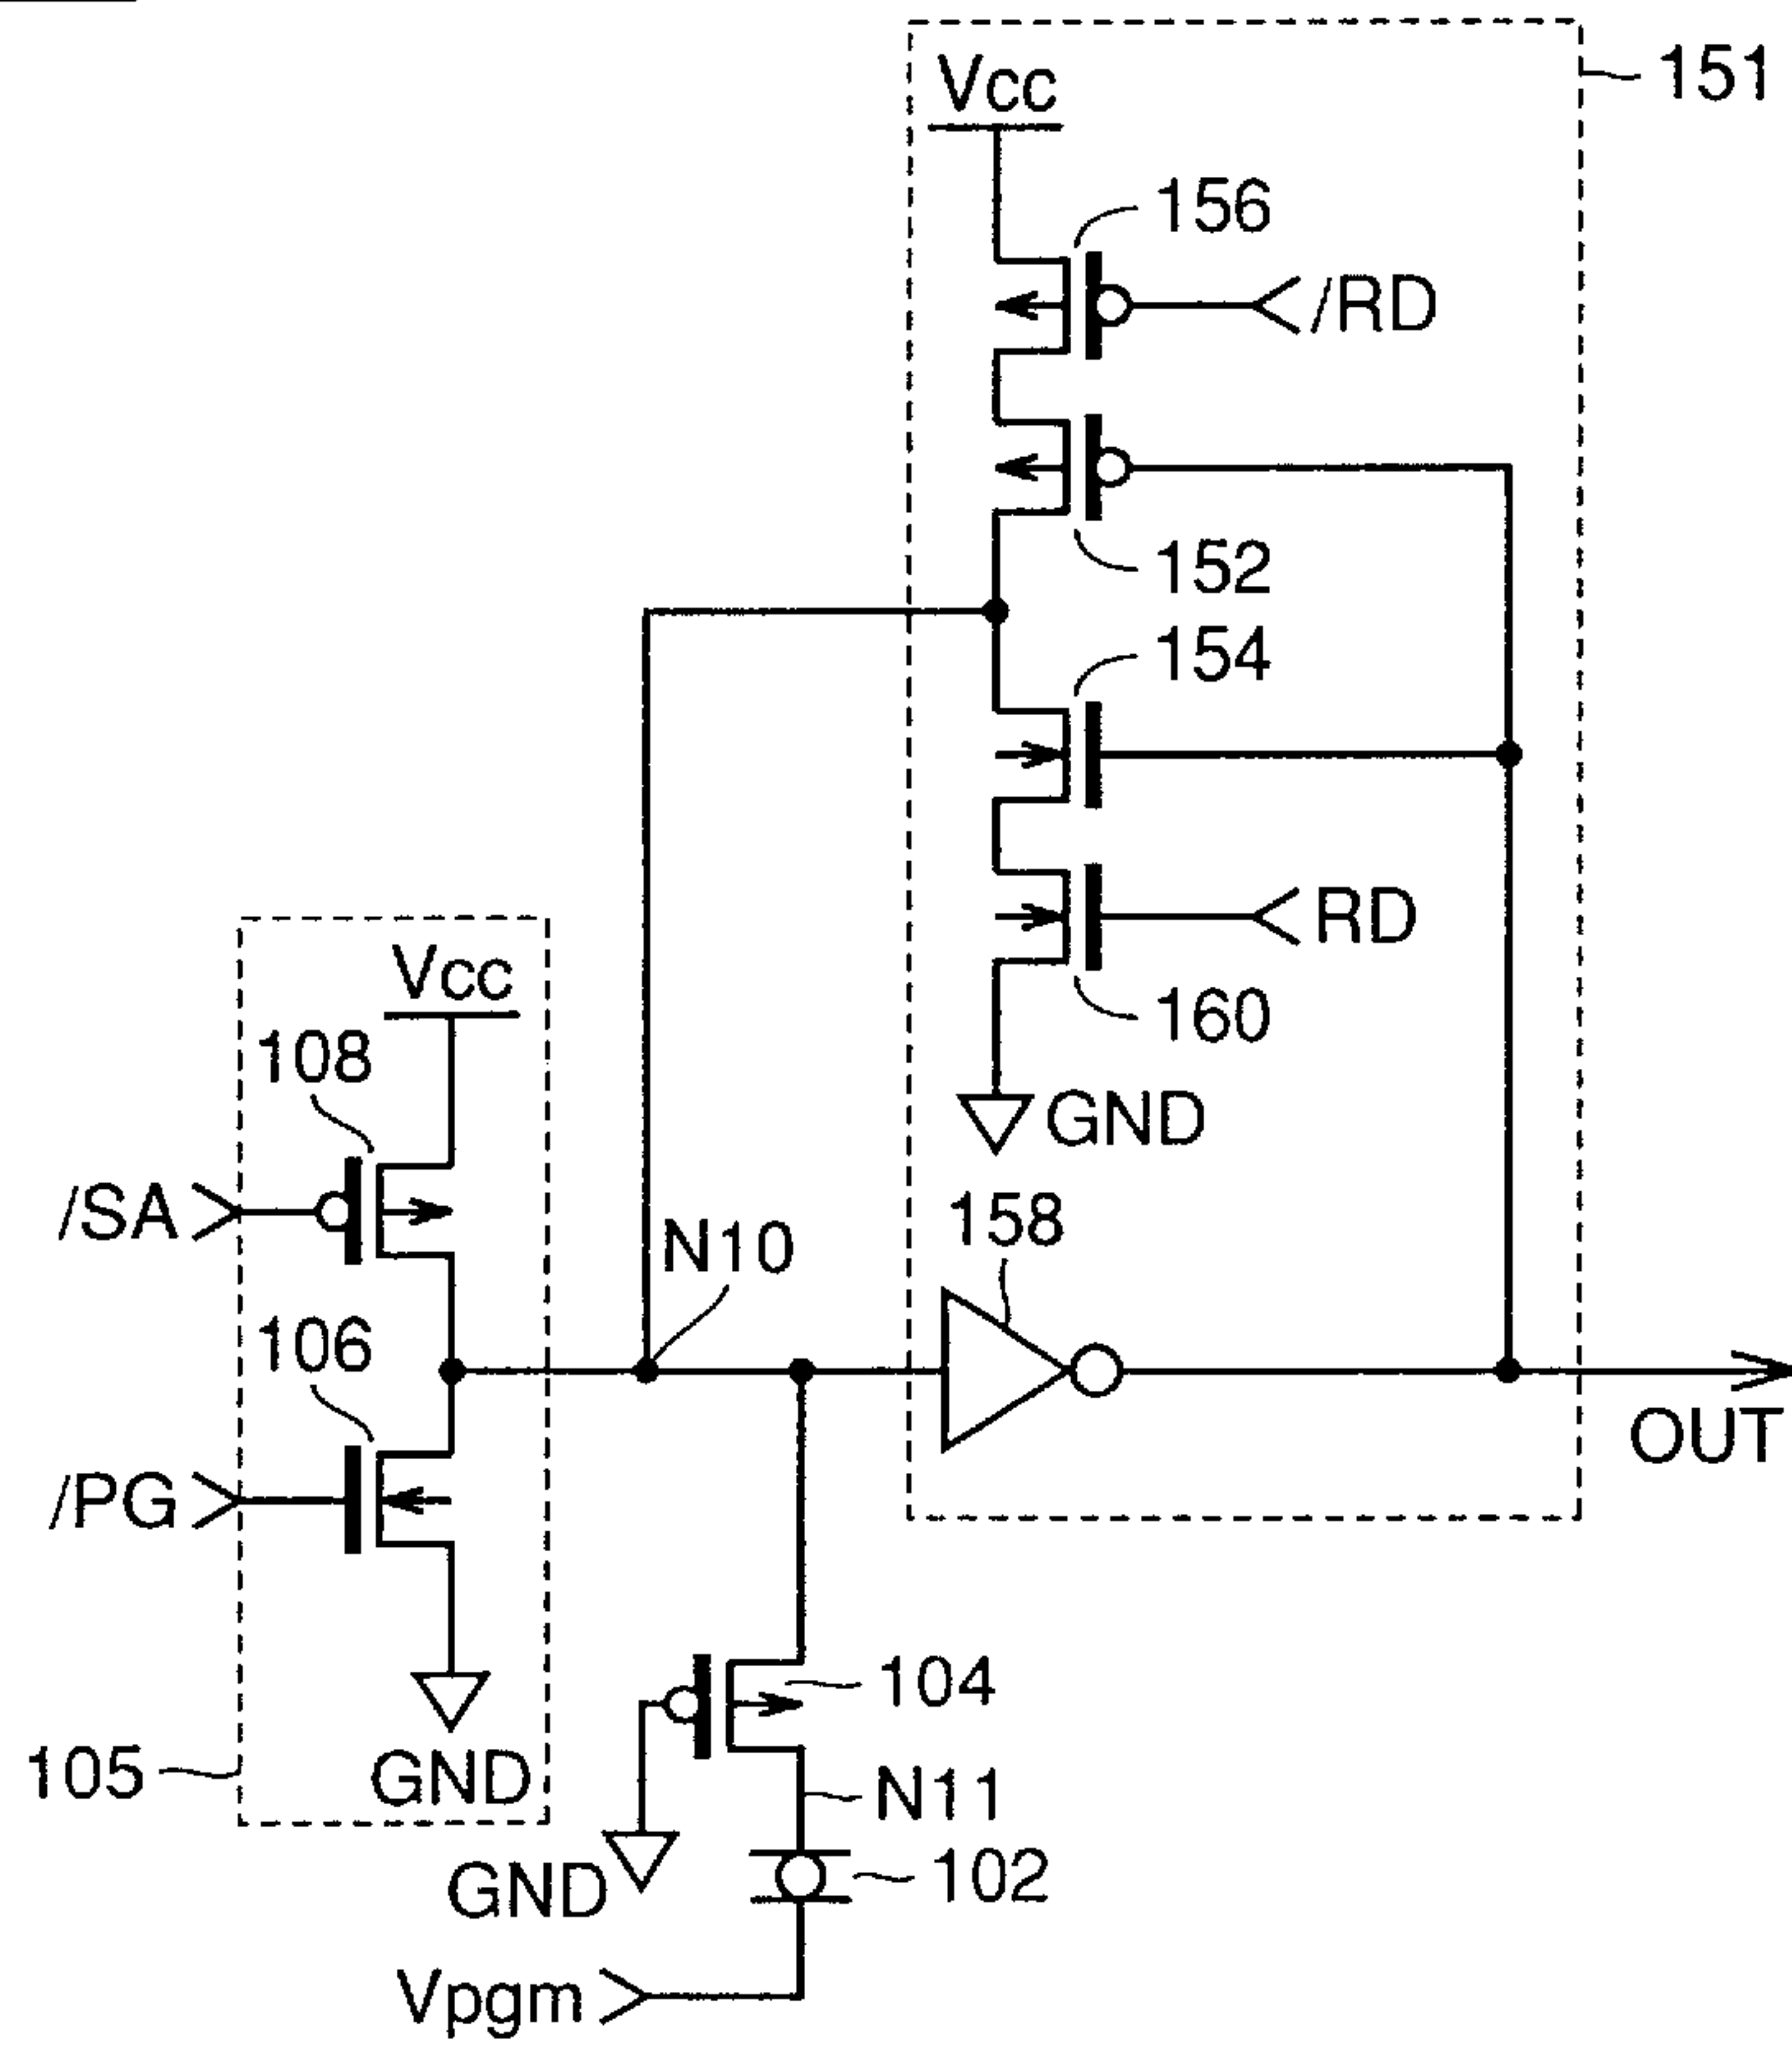 Vcc
151
156
/RD
152
154
RD
160
GND
Vcc
108
/SA
N10
158
106
/PG
OUT
105
GND
104
N11
GND
102
Vpgm